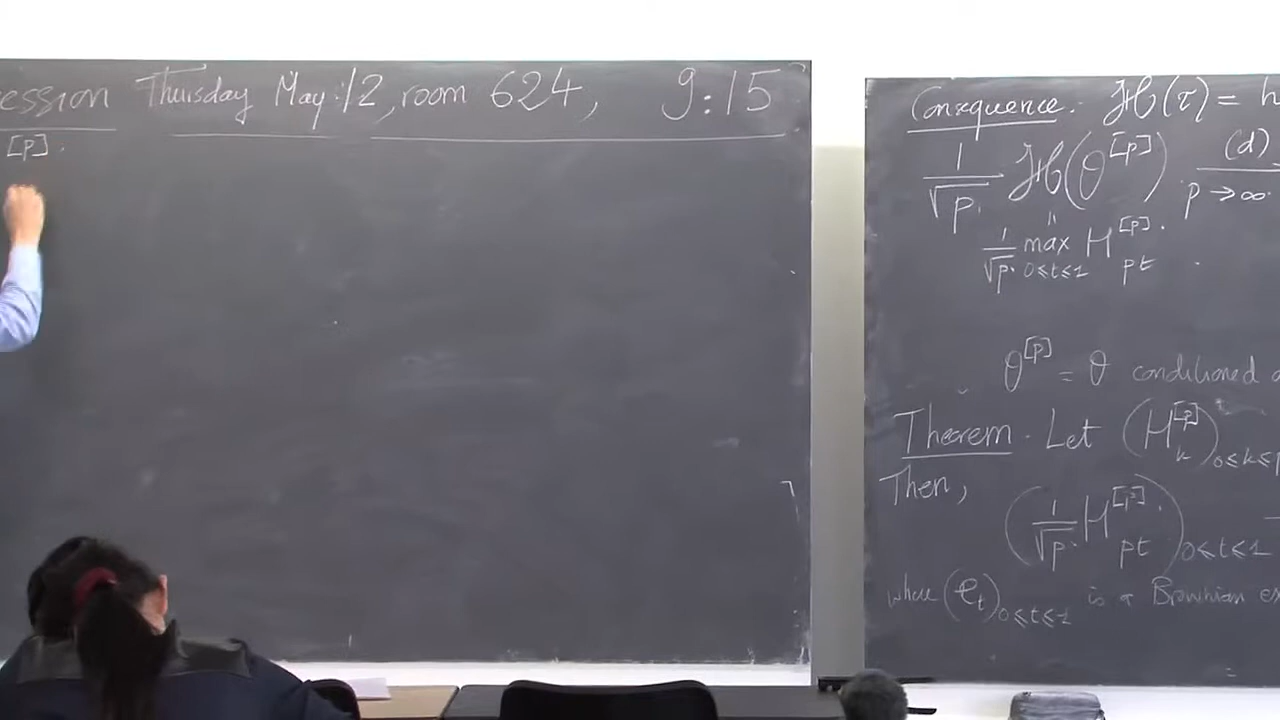 ession Thursday May 12, room 624, 9:15
[p].
Consequence. ℋ(τ) = h
1/√p ℋ(θ^[p]) (d) p→∞
"
1/√p max_{0≤t≤1} H^[p]_{pt}.
θ^[p] = θ conditioned
Theorem. Let (H^[p]_k)_{0≤k≤p
Then,
(1/√p H^[p]_{pt})_{0≤t≤1}
where (e_t)_{0≤t≤1} is a Brownian ex